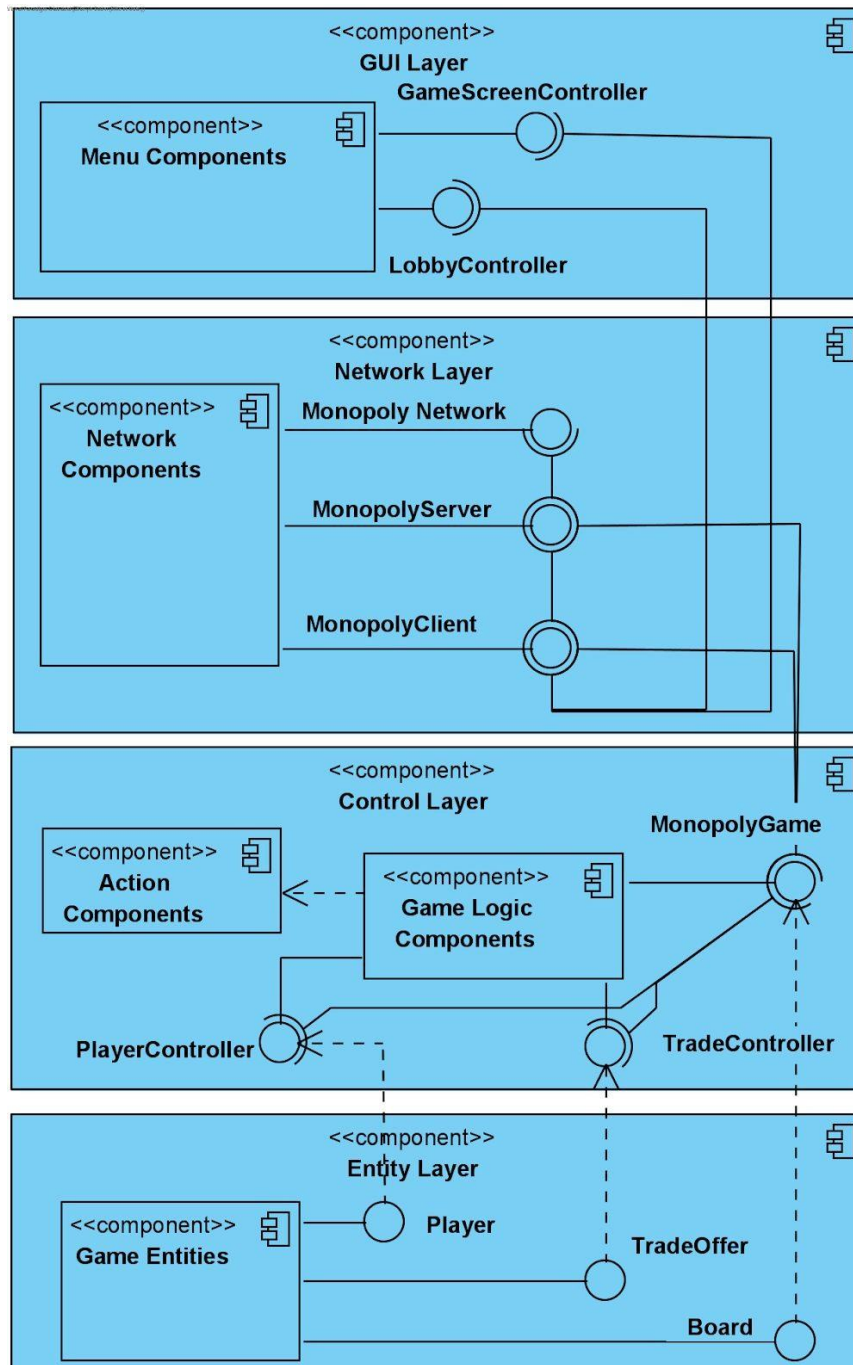 <<component>>
GUI Layer
GameScreenController
<<component>>
Menu Components
LobbyController
<<component>>
Network Layer
<<component>>
Network
Components
Monopoly Network
MonopolyServer
MonopolyClient
<<component>>
Control Layer
MonopolyGame
<<component>>
Action
Components
<<component>>
Game Logic
Components
PlayerController
TradeController
<<component>>
Entity Layer
<<component>>
Game Entities
Player
TradeOffer
Board